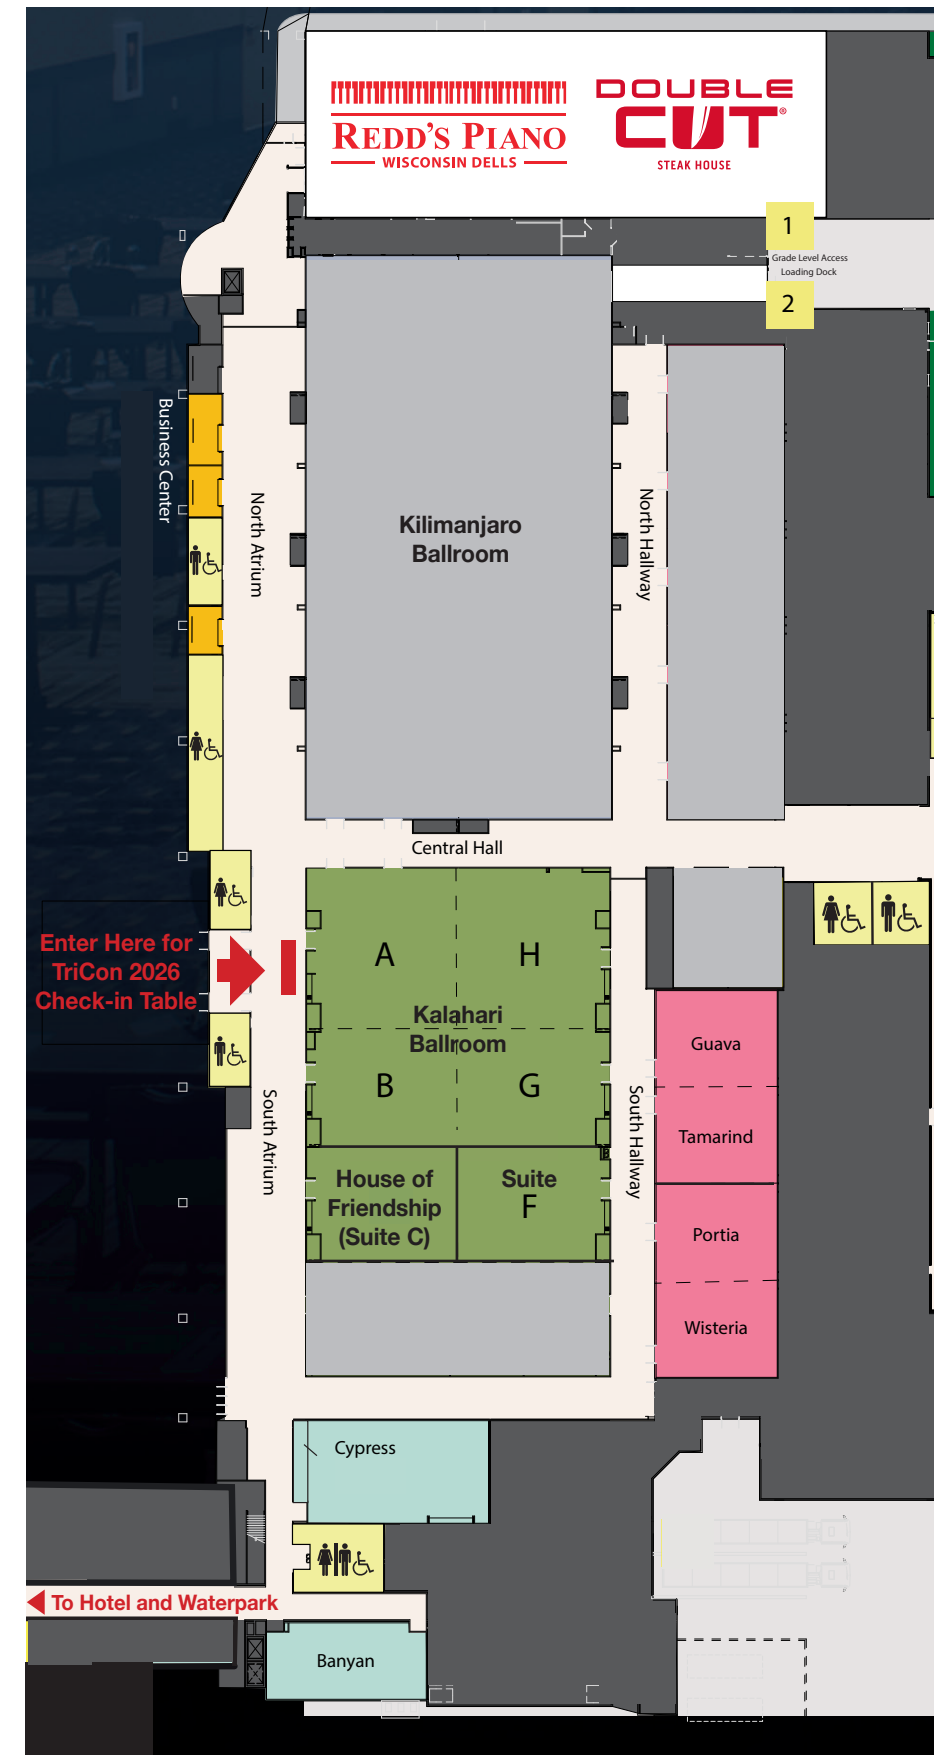 REDD'S PIANO
WISCONSIN DELLS
DOUBLE
CUT®
STEAK HOUSE
1
Grade Level Access
Loading Dock
2
Business Center
North Atrium
Kilimanjaro
Ballroom
North Hallway
Central Hall
Enter Here for
TriCon 2026
Check-in Table
A
H
Kalahari
Ballroom
B
G
South Atrium
South Hallway
House of
Friendship
(Suite C)
Suite
F
Guava
Tamarind
Portia
Wisteria
Cypress
To Hotel and Waterpark
Banyan